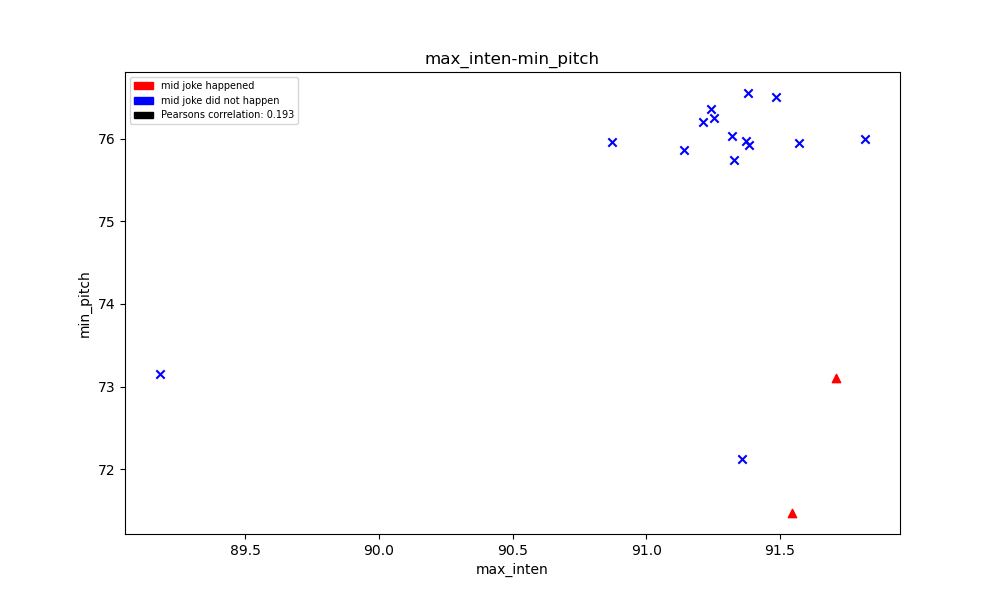 max_inten-min_pitch
mid joke happened
mid joke did not happen
Pearsons correlation: 0.193
76
75
74
73
72
min_pitch
89.5 90.0 90.5 91.0 91.5
max_inten